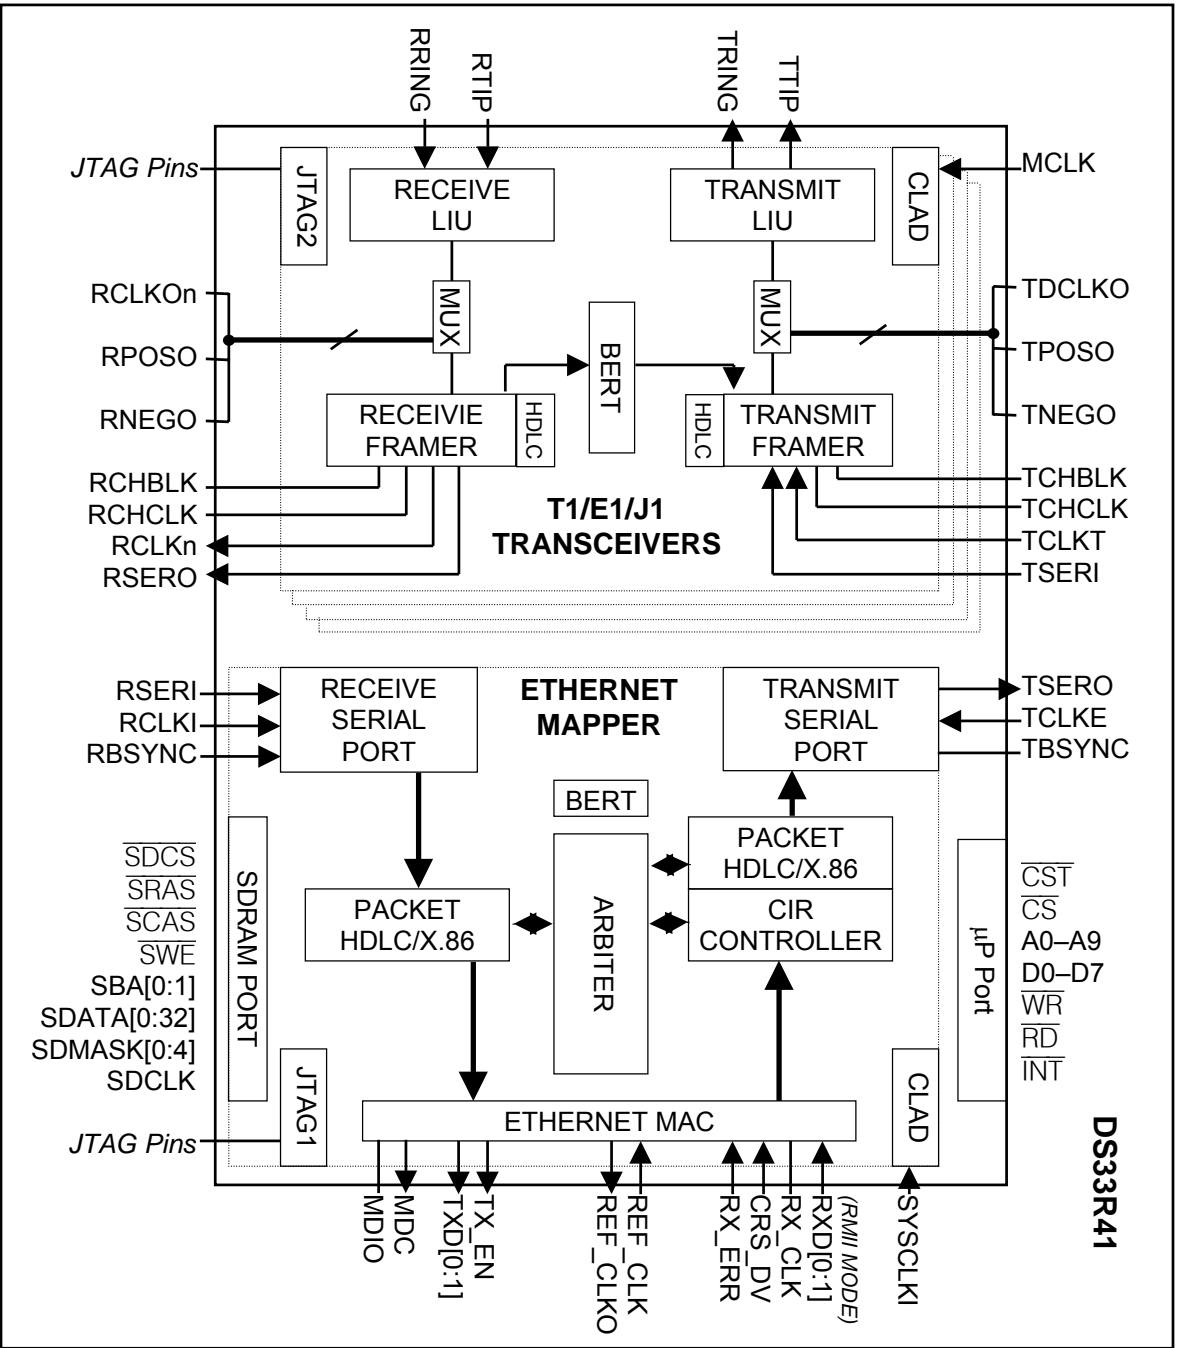 RRING
RTIP
TRING
TTIP
JTAG Pins
JTAG2
RECEIVE
LIU
TRANSMIT
LIU
CLAD
MCLK
RCLKOn
RPOSO
RNEGO
MUX
BERT
MUX
TDCLKO
TPOSO
TNEGO
RECEIVIE
FRAMER
HDLC
HDLC
TRANSMIT
FRAMER
RCHBLK
RCHCLK
RCLKn
RSERO
T1/E1/J1
TRANSCEIVERS
TCHBLK
TCHCLK
TCLKT
TSERI
RSERI
RCLKI
RBSYNC
RECEIVE
SERIAL
PORT
ETHERNET
MAPPER
TRANSMIT
SERIAL
PORT
TSERO
TCLKE
TBSYNC
BERT
SDCS
SRAS
SCAS
SWE
SBA[0:1]
SDATA[0:32]
SDMASK[0:4]
SDCLK
SDRAM PORT
PACKET
HDLC/X.86
ARBITER
PACKET
HDLC/X.86
CIR
CONTROLLER
µP Port
CST
CS
A0–A9
D0–D7
WR
RD
INT
JTAG Pins
JTAG1
ETHERNET MAC
CLAD
MDIO
MDC
TXD[0:1]
TX_EN
REF_CLKO
REF_CLK
RX_ERR
CRS_DV
RX_CLK
RXD[0:1]
(RMII MODE)
SYSCLKI
DS33R41